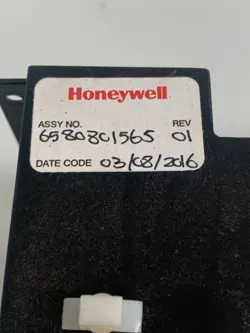 Honeywell
ASSY NO. REV
6580801565 01
DATE CODE 03/08/2016